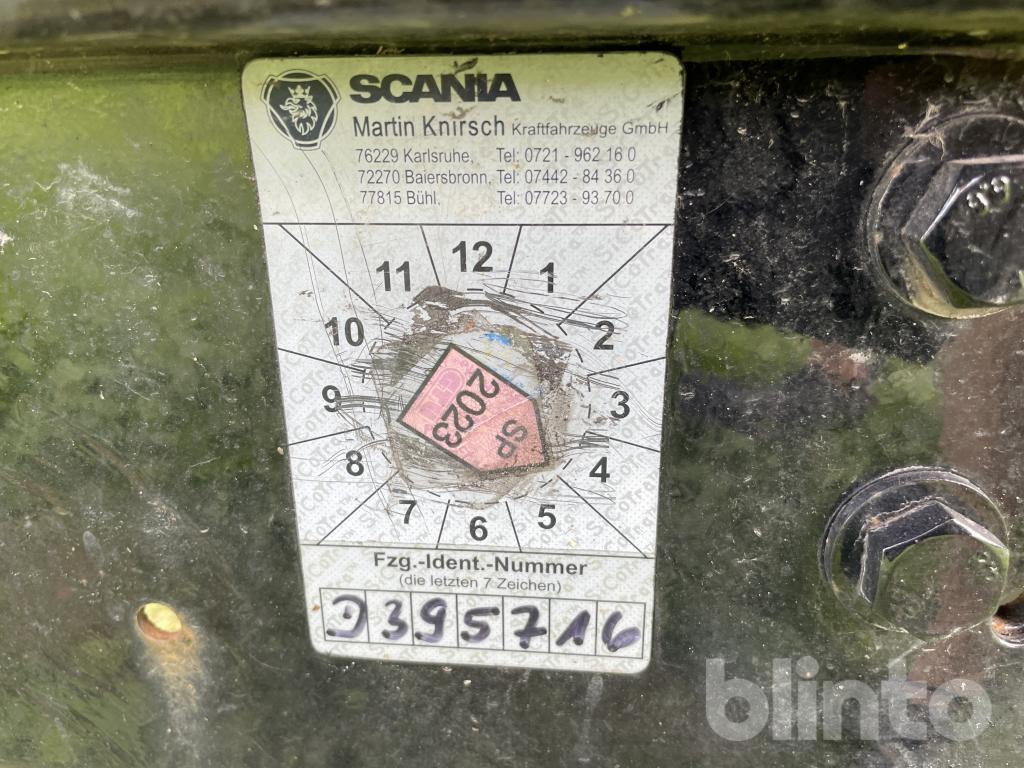 SCANIA
Martin Knirsch Kraftfahrzeuge GmbH
76229 Karlsruhe, Tel: 0721 - 962 16 0
72270 Baiersbronn, Tel: 07442 - 84 36 0
77815 Bühl, Tel: 07723 - 93 70 0
12
11 1
10 2
9 3
8 4
7 5
6
2023
SP
Fzg.-Ident.-Nummer
(die letzten 7 Zeichen)
9395716
blinto